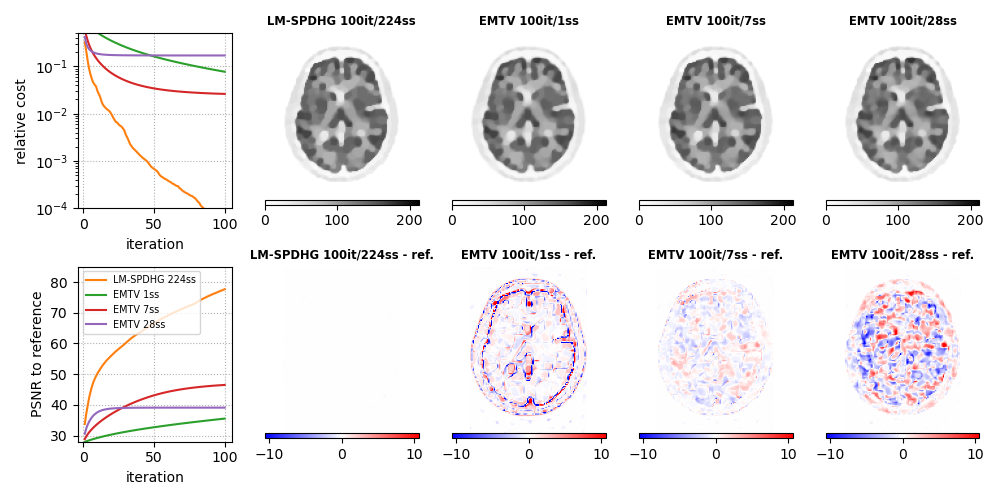 LM-SPDHG 100it/224ss
EMTV 100it/1ss
EMTV 100it/7ss
EMTV 100it/28ss
relative cost
10⁻¹
10⁻²
10⁻³
10⁻⁴
0 50 100
iteration
0 100 200
0 100 200
0 100 200
0 100 200
LM-SPDHG 100it/224ss - ref.
EMTV 100it/1ss - ref.
EMTV 100it/7ss - ref.
EMTV 100it/28ss - ref.
PSNR to reference
80
70
60
50
40
30
LM-SPDHG 224ss
EMTV 1ss
EMTV 7ss
EMTV 28ss
0 50 100
iteration
−10 0 10
−10 0 10
−10 0 10
−10 0 10